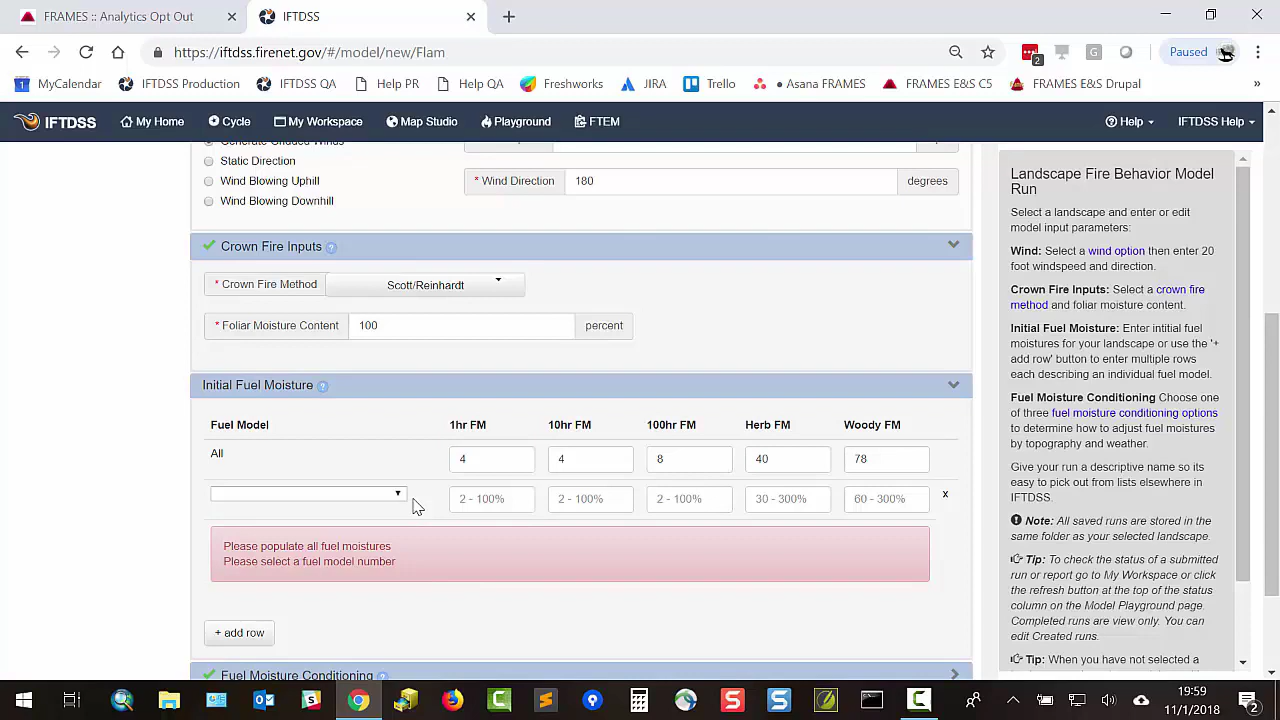 FRAMES :: Analytics Opt Out
IFTDSS
https://iftdss.firenet.gov/#/model/new/Flam
2
G
Paused
MyCalendar
IFTDSS Production
IFTDSS QA
Help PR
Help QA
Freshworks
JIRA
Trello
Asana FRAMES
FRAMES E&S C5
FRAMES E&S Drupal
»
IFTDSS
My Home
Cycle
My Workspace
Map Studio
Playground
FTEM
Help
IFTDSS Help
Generate Gridded Winds
Static Direction
Wind Blowing Uphill
Wind Blowing Downhill
* Wind Direction
180
degrees
Crown Fire Inputs
* Crown Fire Method
Scott/Reinhardt
* Foliar Moisture Content
100
percent
Initial Fuel Moisture
Fuel Model 1hr FM 10hr FM 100hr FM Herb FM Woody FM
All 4 4 8 40 78
2 - 100% 2 - 100% 2 - 100% 30 - 300% 60 - 300% x
Please populate all fuel moistures
Please select a fuel model number
+ add row
Fuel Moisture Conditioning
Landscape Fire Behavior Model
Run
Select a landscape and enter or edit
model input parameters:
Wind: Select a wind option then enter 20
foot windspeed and direction.
Crown Fire Inputs: Select a crown fire
method and foliar moisture content.
Initial Fuel Moisture: Enter intitial fuel
moistures for your landscape or use the '+
add row' button to enter multiple rows
each describing an individual fuel model.
Fuel Moisture Conditioning Choose one
of three fuel moisture conditioning options
to determine how to adjust fuel moistures
by topography and weather.
Give your run a descriptive name so its
easy to pick out from lists elsewhere in
IFTDSS.
Note: All saved runs are stored in the
same folder as your selected landscape.
Tip: To check the status of a submitted
run or report go to My Workspace or click
the refresh button at the top of the status
column on the Model Playground page.
Completed runs are view only. You can
edit Created runs.
Tip: When you have not selected a
19:59
11/1/2018
2